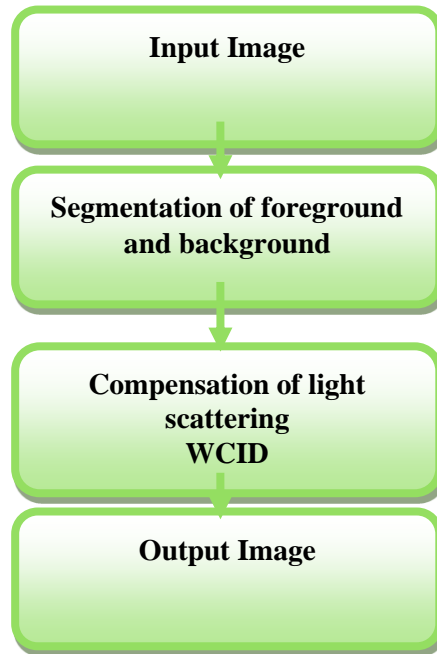 Input Image
Segmentation of foreground
and background
Compensation of light
scattering
WCID
Output Image